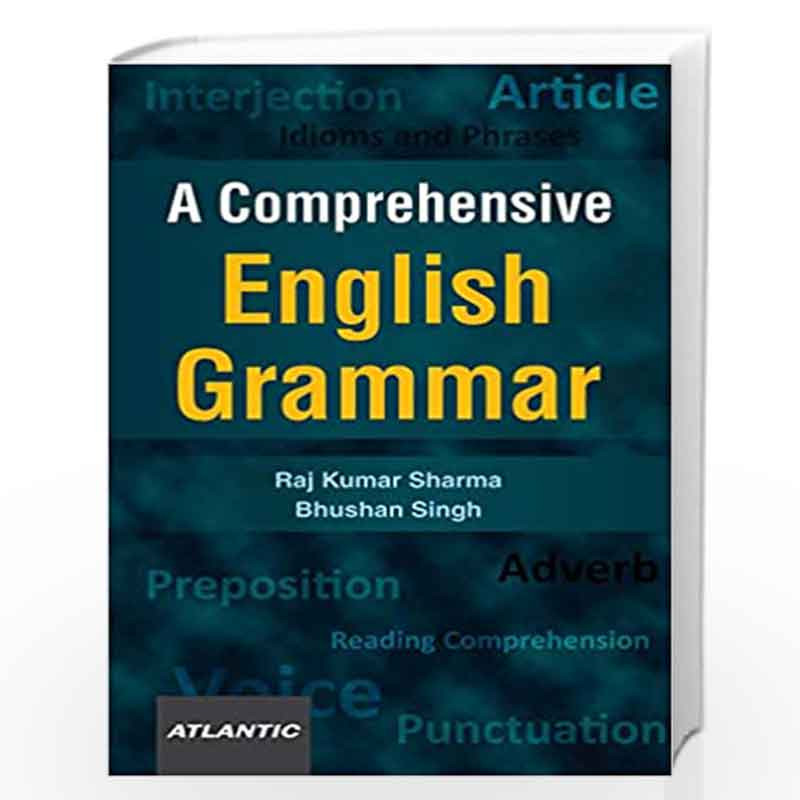 Interjection Article
Idioms and Phrases
A Comprehensive
English
Grammar
Raj Kumar Sharma
Bhushan Singh
Adverb
Preposition
Reading Comprehension
Voice
ATLANTIC
Punctuation